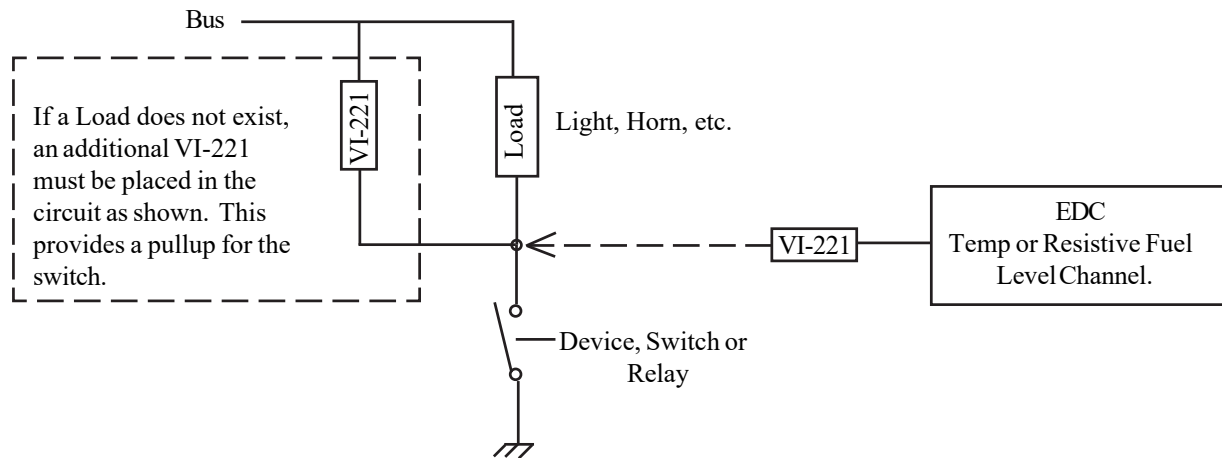 Bus
If a Load does not exist,
an additional VI-221
must be placed in the
circuit as shown. This
provides a pullup for the
switch.
VI-221
Load
Light, Horn, etc.
VI-221
EDC
Temp or Resistive Fuel
Level Channel.
Device, Switch or
Relay